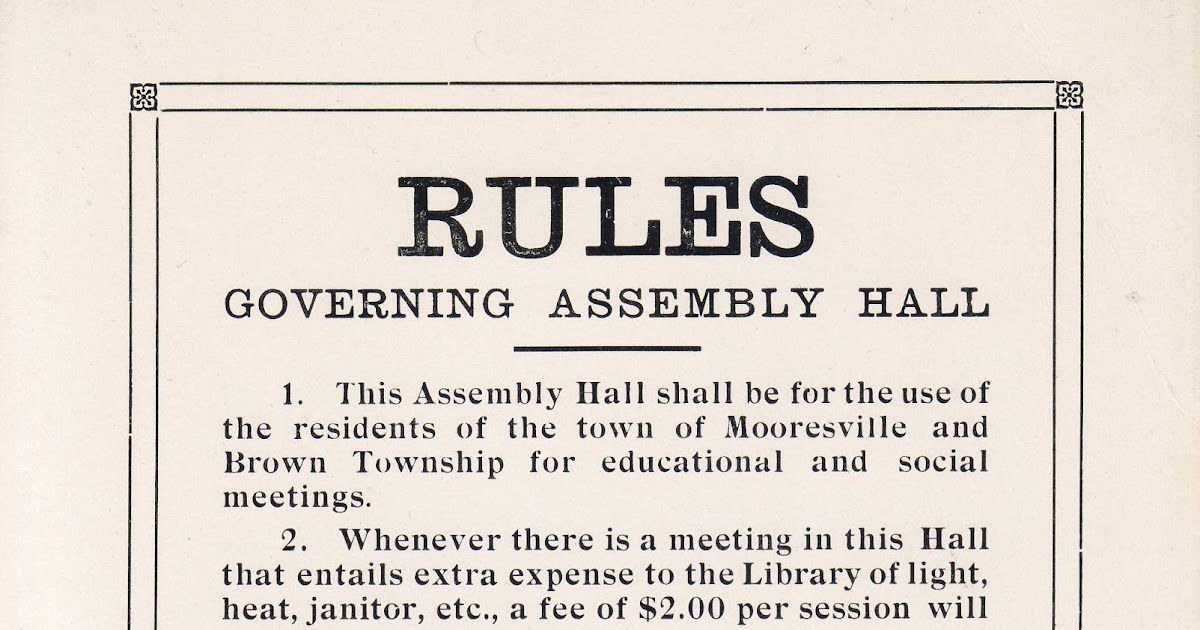 RULES
GOVERNING ASSEMBLY HALL
1. This Assembly Hall shall be for the use of
the residents of the town of Mooresville and
Brown Township for educational and social
meetings.
2. Whenever there is a meeting in this Hall
that entails extra expense to the Library of light,
heat, janitor, etc., a fee of $2.00 per session will